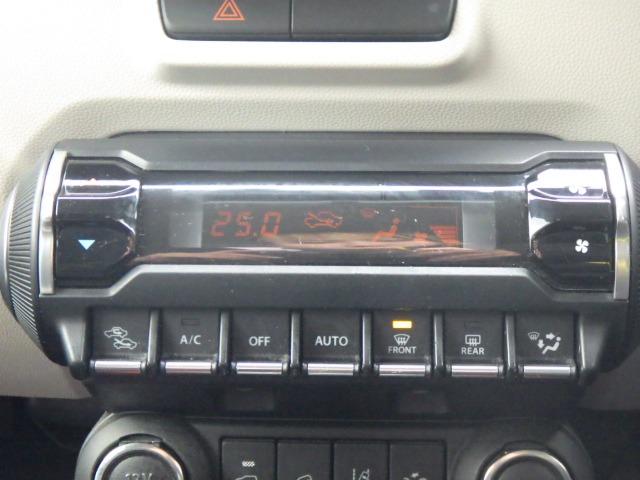 25.0
A/C OFF AUTO FRONT REAR
12V